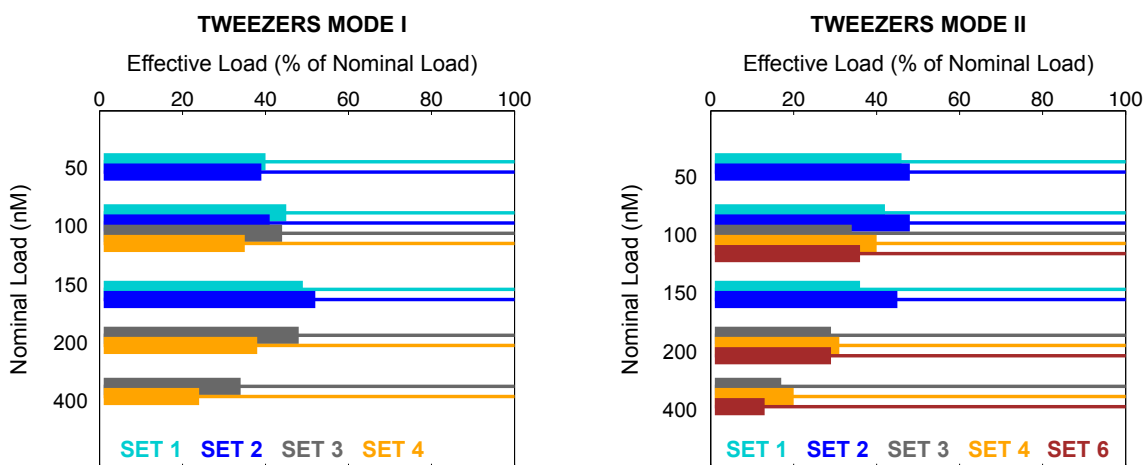 TWEEZERS MODE I
Effective Load (% of Nominal Load)
0 20 40 60 80 100
Nominal Load (nM)
50
100
150
200
400
SET 1 SET 2 SET 3 SET 4
TWEEZERS MODE II
Effective Load (% of Nominal Load)
0 20 40 60 80 100
Nominal Load (nM)
50
100
150
200
400
SET 1 SET 2 SET 3 SET 4 SET 6